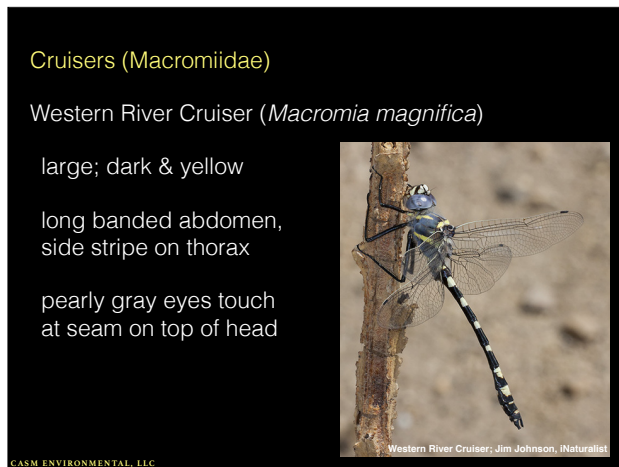 Cruisers (Macromiidae)
Western River Cruiser (Macromia magnifica)
large; dark & yellow
long banded abdomen,
side stripe on thorax
pearly gray eyes touch
at seam on top of head
Western River Cruiser; Jim Johnson, iNaturalist
CASM ENVIRONMENTAL, LLC